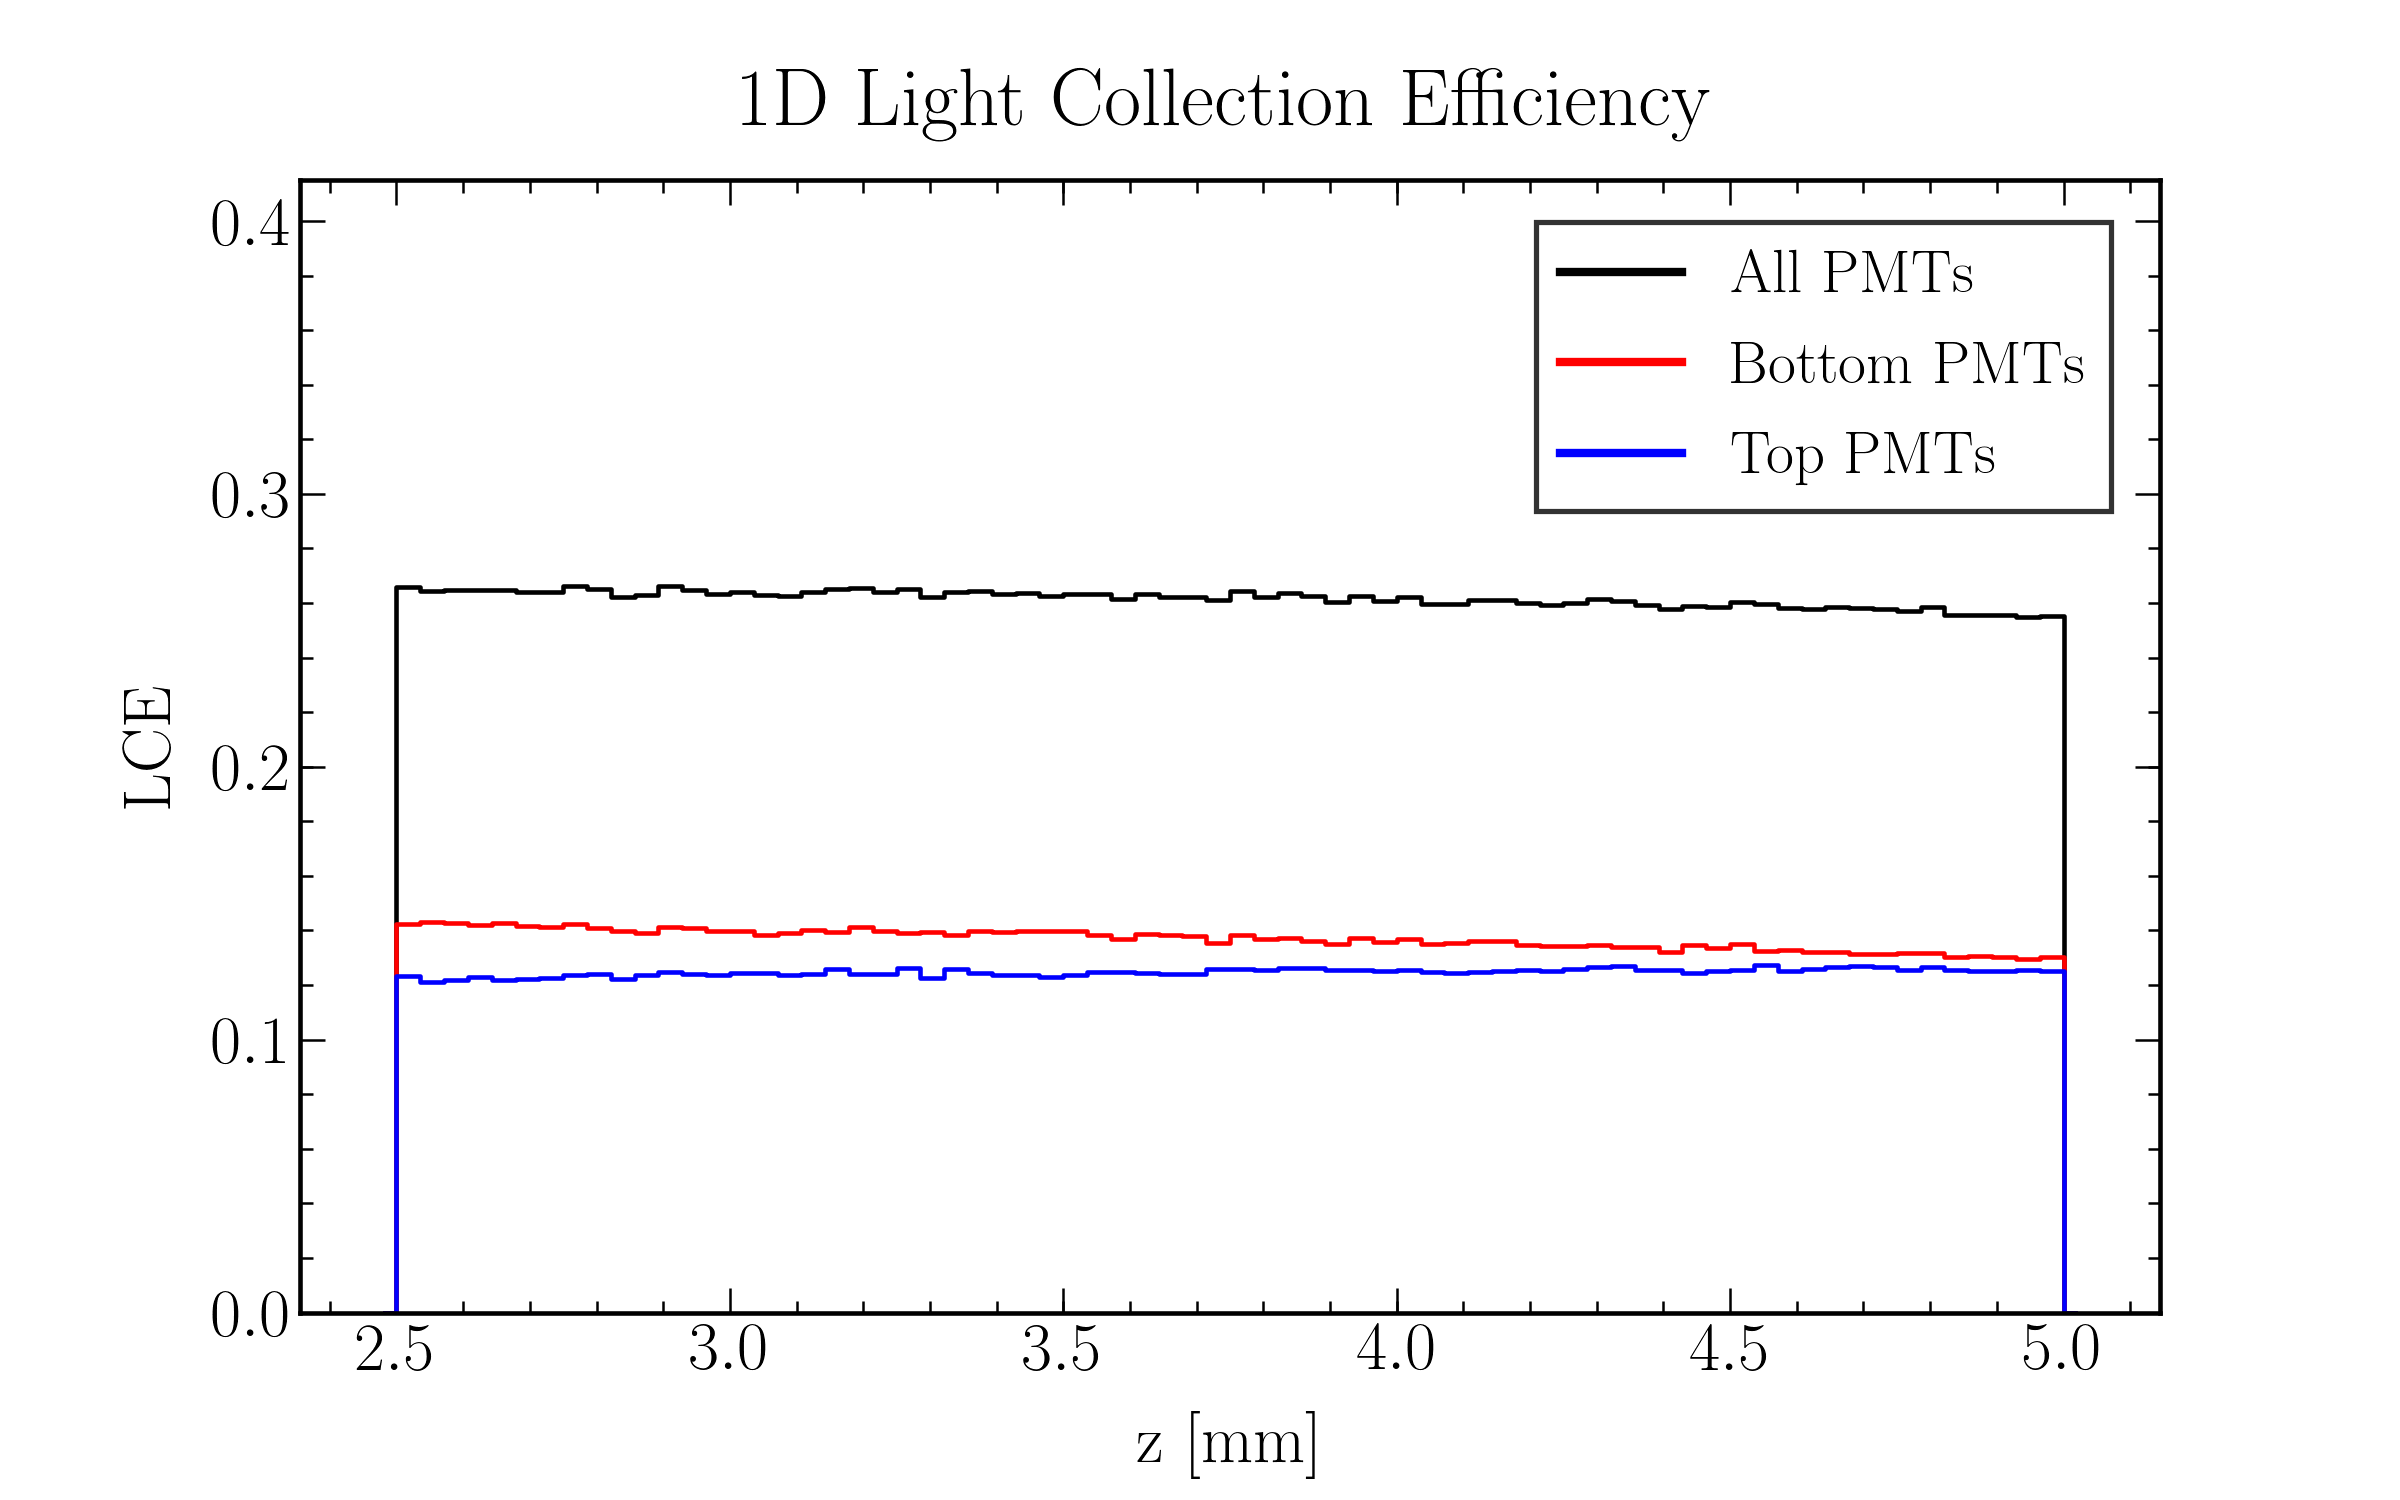 1D Light Collection Efficiency
0.4
0.3
0.2
0.1
0.0
LCE
All PMTs
Bottom PMTs
Top PMTs
2.5 3.0 3.5 4.0 4.5 5.0
z [mm]